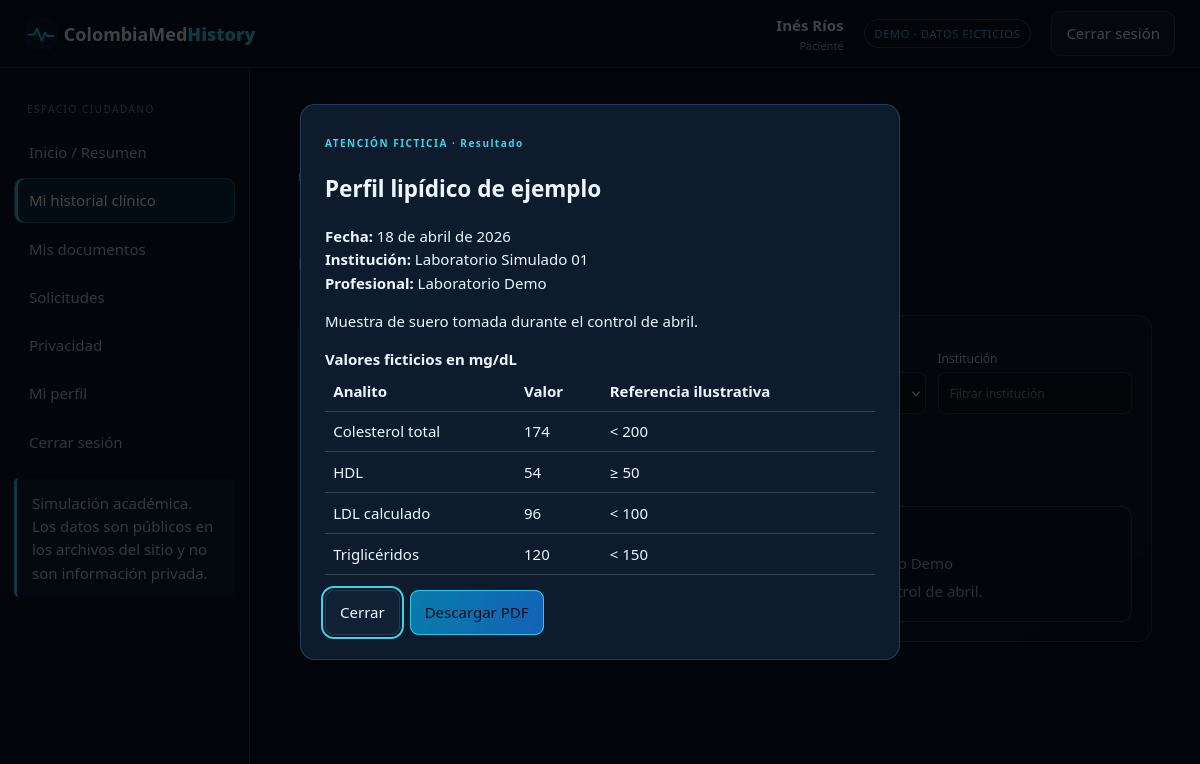 ColombiaMedHistory
Inés Ríos
Paciente
DEMO · DATOS FICTICIOS
Cerrar sesión
ESPACIO CIUDADANO
Inicio / Resumen
Mi historial clínico
Mis documentos
Solicitudes
Privacidad
Mi perfil
Cerrar sesión
Simulación académica.
Los datos son públicos en
los archivos del sitio y no
son información privada.
ATENCIÓN FICTICIA · Resultado
Perfil lipídico de ejemplo
Fecha: 18 de abril de 2026
Institución: Laboratorio Simulado 01
Profesional: Laboratorio Demo
Muestra de suero tomada durante el control de abril.
Valores ficticios en mg/dL
Analito Valor Referencia ilustrativa
Colesterol total 174 < 200
HDL 54 ≥ 50
LDL calculado 96 < 100
Triglicéridos 120 < 150
Cerrar
Descargar PDF
Institución
Filtrar institución
Demo
de abril.